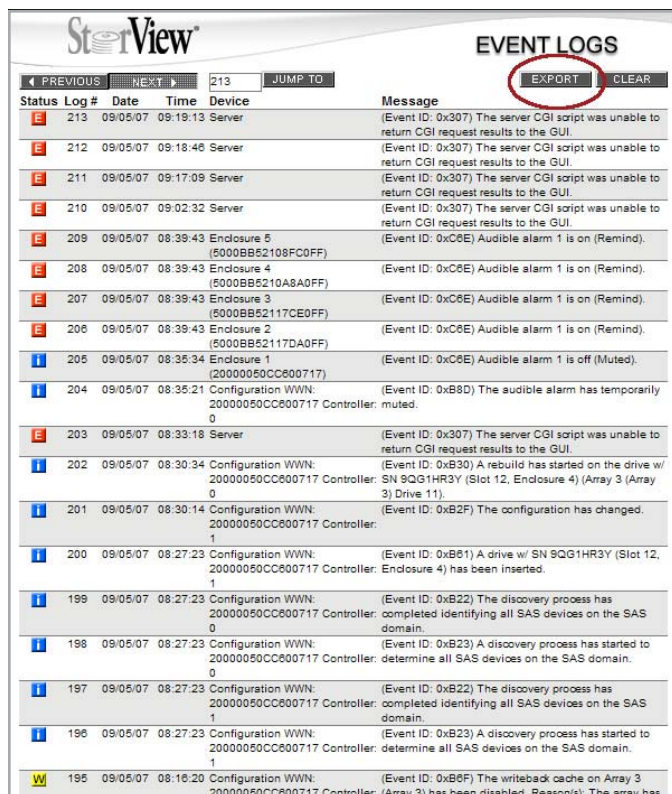 StorView
EVENT LOGS
PREVIOUS NEXT 213 JUMP TO EXPORT CLEAR
Status Log # Date Time Device Message
E 213 09/05/07 09:19:13 Server (Event ID: 0x307) The server CGI script was unable to
return CGI request results to the GUI.
E 212 09/05/07 09:18:46 Server (Event ID: 0x307) The server CGI script was unable to
return CGI request results to the GUI.
E 211 09/05/07 09:17:09 Server (Event ID: 0x307) The server CGI script was unable to
return CGI request results to the GUI.
E 210 09/05/07 09:02:32 Server (Event ID: 0x307) The server CGI script was unable to
return CGI request results to the GUI.
E 209 09/05/07 08:39:43 Enclosure 5 (Event ID: 0xC6E) Audible alarm 1 is on (Remind).
(5000BB52108FC0FF)
E 208 09/05/07 08:39:43 Enclosure 4 (Event ID: 0xC6E) Audible alarm 1 is on (Remind).
(5000BB5210A8A0FF)
E 207 09/05/07 08:39:43 Enclosure 3 (Event ID: 0xC6E) Audible alarm 1 is on (Remind).
(5000BB52117CE0FF)
E 206 09/05/07 08:39:43 Enclosure 2 (Event ID: 0xC6E) Audible alarm 1 is on (Remind).
(5000BB52117DA0FF)
i 205 09/05/07 08:35:34 Enclosure 1 (Event ID: 0xC6E) Audible alarm 1 is off (Muted).
(20000050CC600717)
i 204 09/05/07 08:35:21 Configuration WWN: (Event ID: 0xB8D) The audible alarm has temporarily
20000050CC600717 Controller: muted.
0
E 203 09/05/07 08:33:18 Server (Event ID: 0x307) The server CGI script was unable to
return CGI request results to the GUI.
i 202 09/05/07 08:30:34 Configuration WWN: (Event ID: 0xB30) A rebuild has started on the drive w/
20000050CC600717 Controller: SN 9QG1HR3Y (Slot 12, Enclosure 4) (Array 3 (Array
0 3) Drive 11).
i 201 09/05/07 08:30:14 Configuration WWN: (Event ID: 0xB2F) The configuration has changed.
20000050CC600717 Controller:
1
i 200 09/05/07 08:27:23 Configuration WWN: (Event ID: 0xB61) A drive w/ SN 9QG1HR3Y (Slot 12,
20000050CC600717 Controller: Enclosure 4) has been inserted.
1
i 199 09/05/07 08:27:23 Configuration WWN: (Event ID: 0xB22) The discovery process has
20000050CC600717 Controller: completed identifying all SAS devices on the SAS
0 domain.
i 198 09/05/07 08:27:23 Configuration WWN: (Event ID: 0xB23) A discovery process has started to
20000050CC600717 Controller: determine all SAS devices on the SAS domain.
0
i 197 09/05/07 08:27:23 Configuration WWN: (Event ID: 0xB22) The discovery process has
20000050CC600717 Controller: completed identifying all SAS devices on the SAS
1 domain.
i 196 09/05/07 08:27:23 Configuration WWN: (Event ID: 0xB23) A discovery process has started to
20000050CC600717 Controller: determine all SAS devices on the SAS domain.
1
W 195 09/05/07 08:16:20 Configuration WWN: (Event ID: 0xB6F) The writeback cache on Array 3
20000050CC600717 Controller: (Array 3) has been disabled. Reason(s): The array has